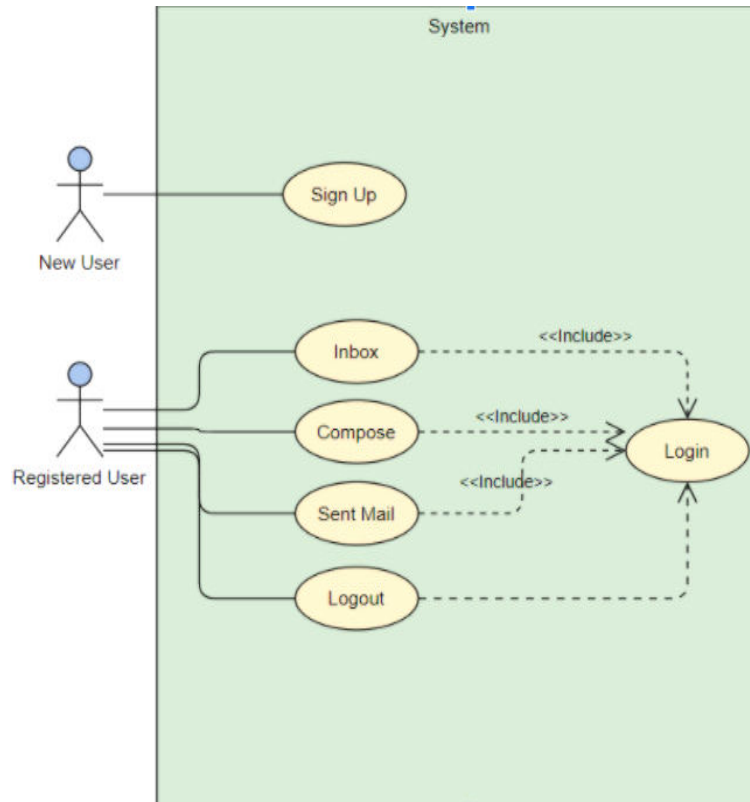 System
Sign Up
New User
Inbox
<<Include>>
Compose
<<Include>>
Login
Registered User
<<Include>>
Sent Mail
Logout